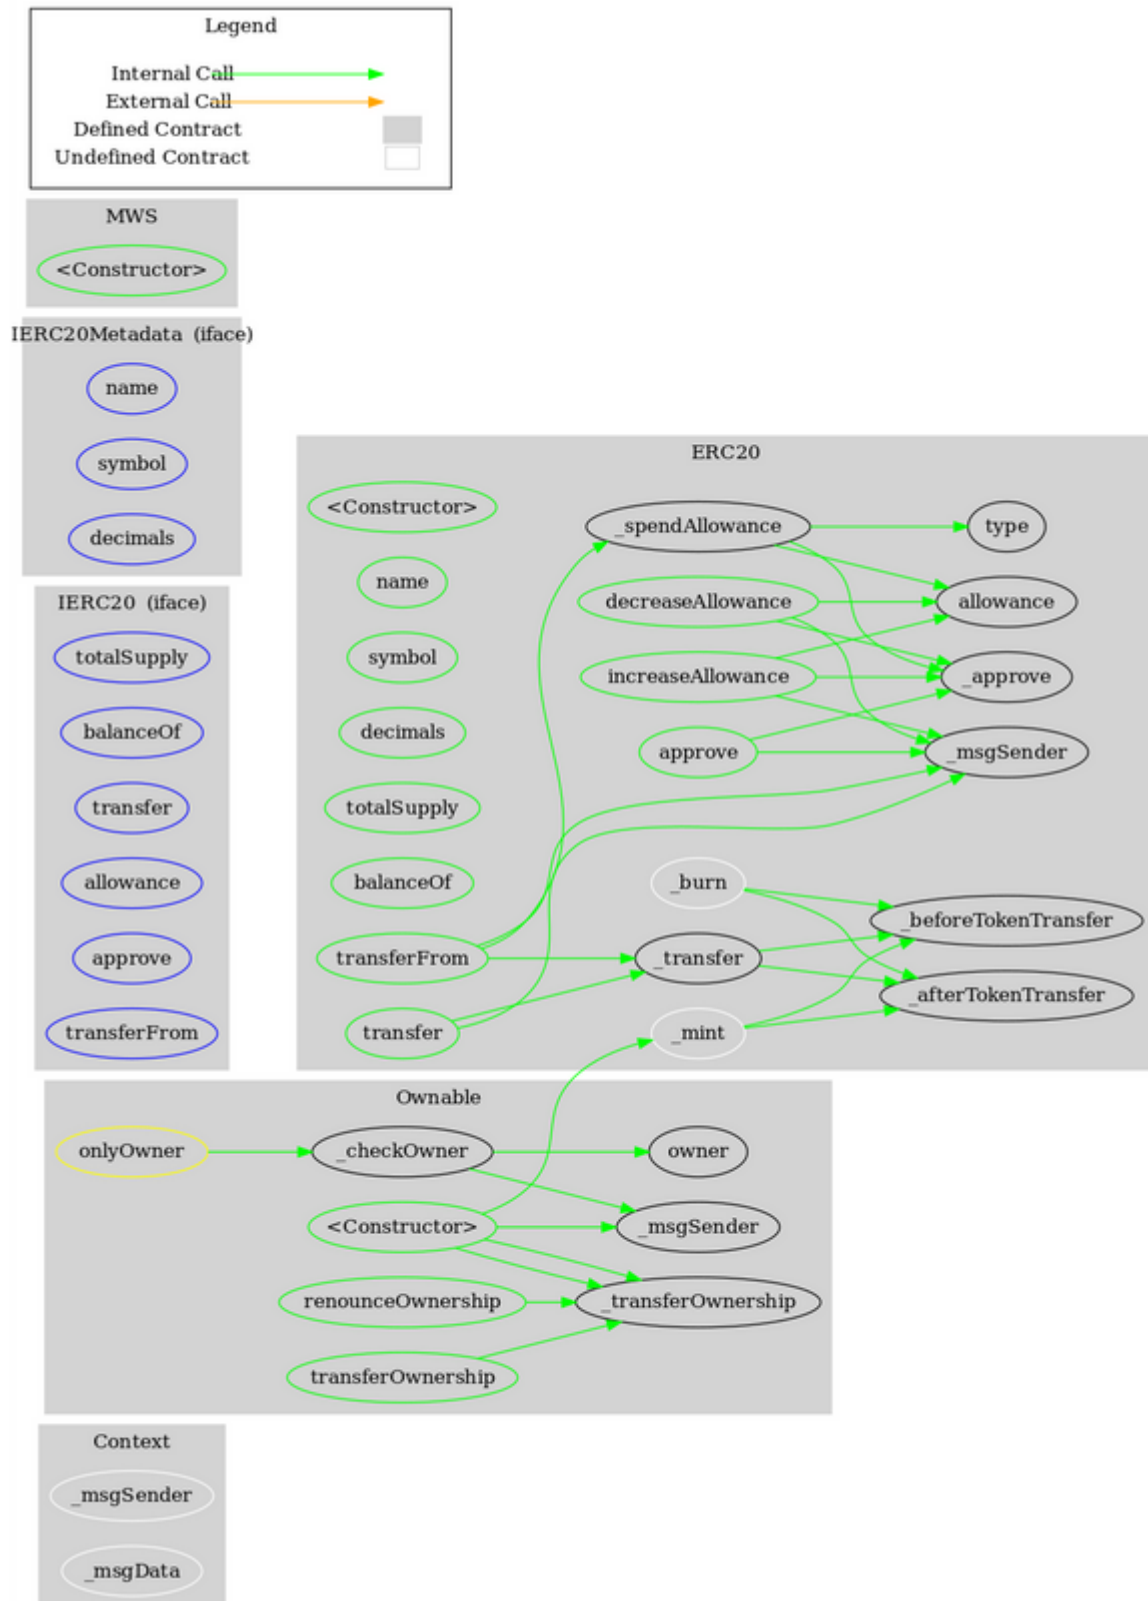 Legend
Internal Call
External Call
Defined Contract
Undefined Contract
MWS
<Constructor>
IERC20Metadata (iface)
name
symbol
decimals
IERC20 (iface)
totalSupply
balanceOf
transfer
allowance
approve
transferFrom
ERC20
<Constructor>
name
symbol
decimals
totalSupply
balanceOf
transferFrom
transfer
_spendAllowance
decreaseAllowance
increaseAllowance
approve
_burn
_transfer
_mint
type
allowance
_approve
_msgSender
_beforeTokenTransfer
_afterTokenTransfer
Ownable
onlyOwner
_checkOwner
owner
<Constructor>
_msgSender
renounceOwnership
_transferOwnership
transferOwnership
Context
_msgSender
_msgData